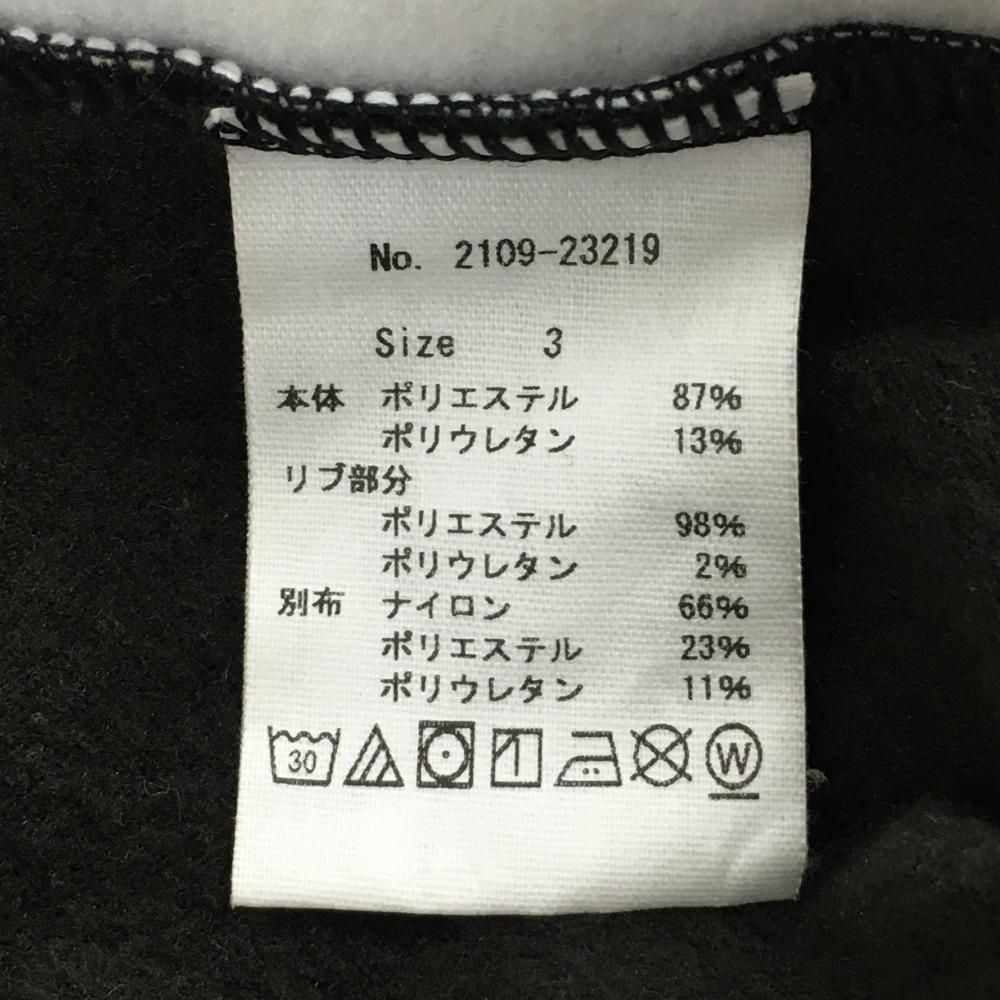 No. 2109-23219
Size 3
本体 ポリエステル 87%
ポリウレタン 13%
リブ部分
ポリエステル 98%
ポリウレタン 2%
別布 ナイロン 66%
ポリエステル 23%
ポリウレタン 11%
30 W